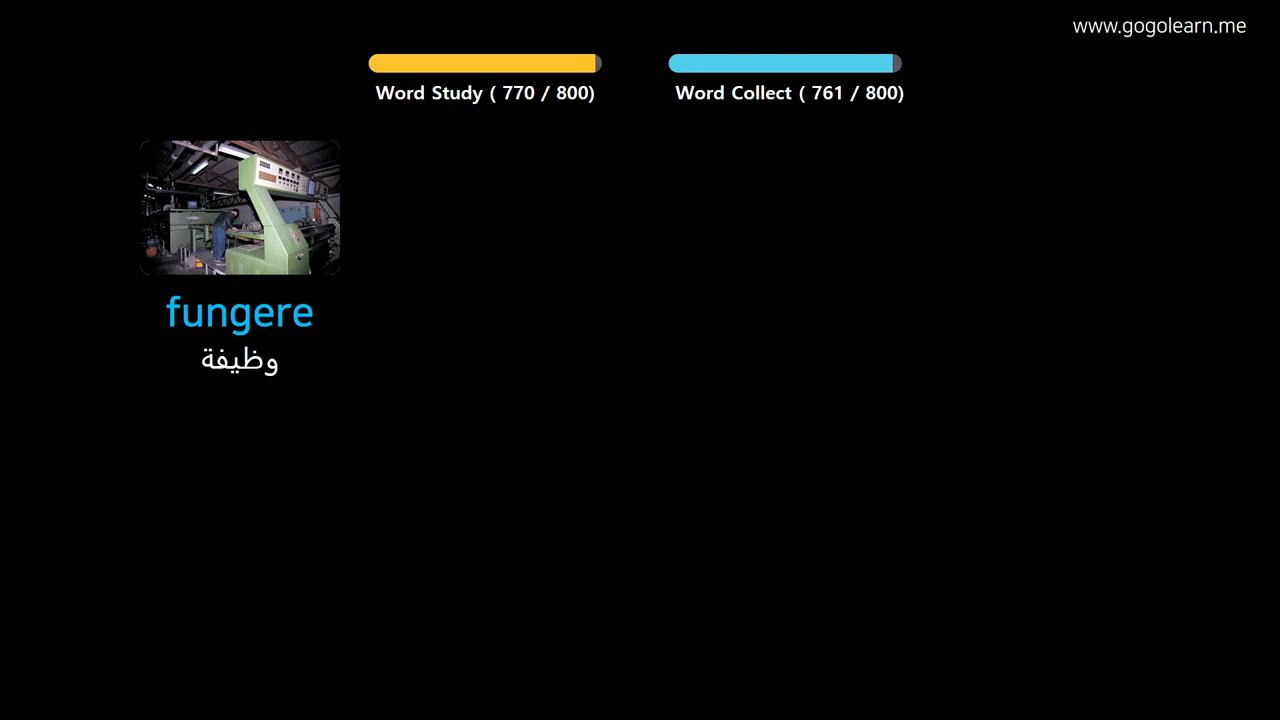 www.gogolearn.me
Word Study ( 770 / 800)
Word Collect ( 761 / 800)
fungere
وظيفة